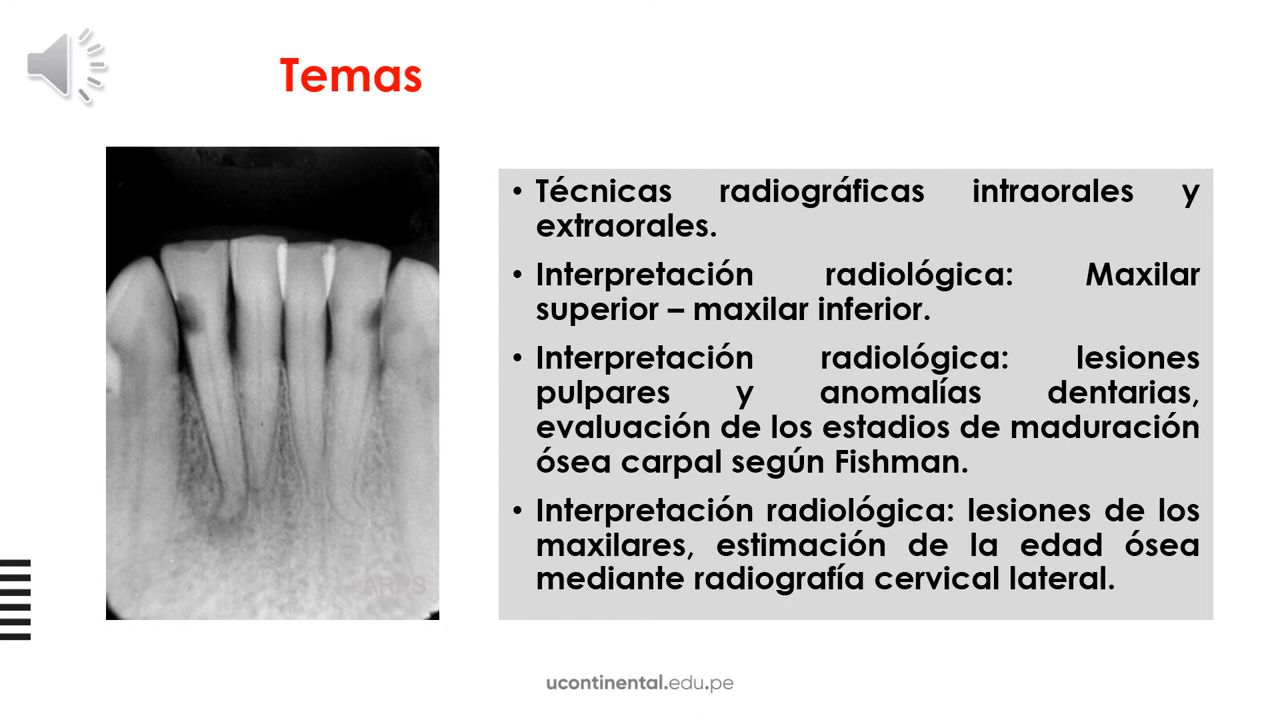 Temas
• Técnicas radiográficas intraorales y
extraorales.
• Interpretación radiológica: Maxilar
superior – maxilar inferior.
• Interpretación radiológica: lesiones
pulpares y anomalías dentarias,
evaluación de los estadios de maduración
ósea carpal según Fishman.
• Interpretación radiológica: lesiones de los
maxilares, estimación de la edad ósea
mediante radiografía cervical lateral.
ucontinental.edu.pe